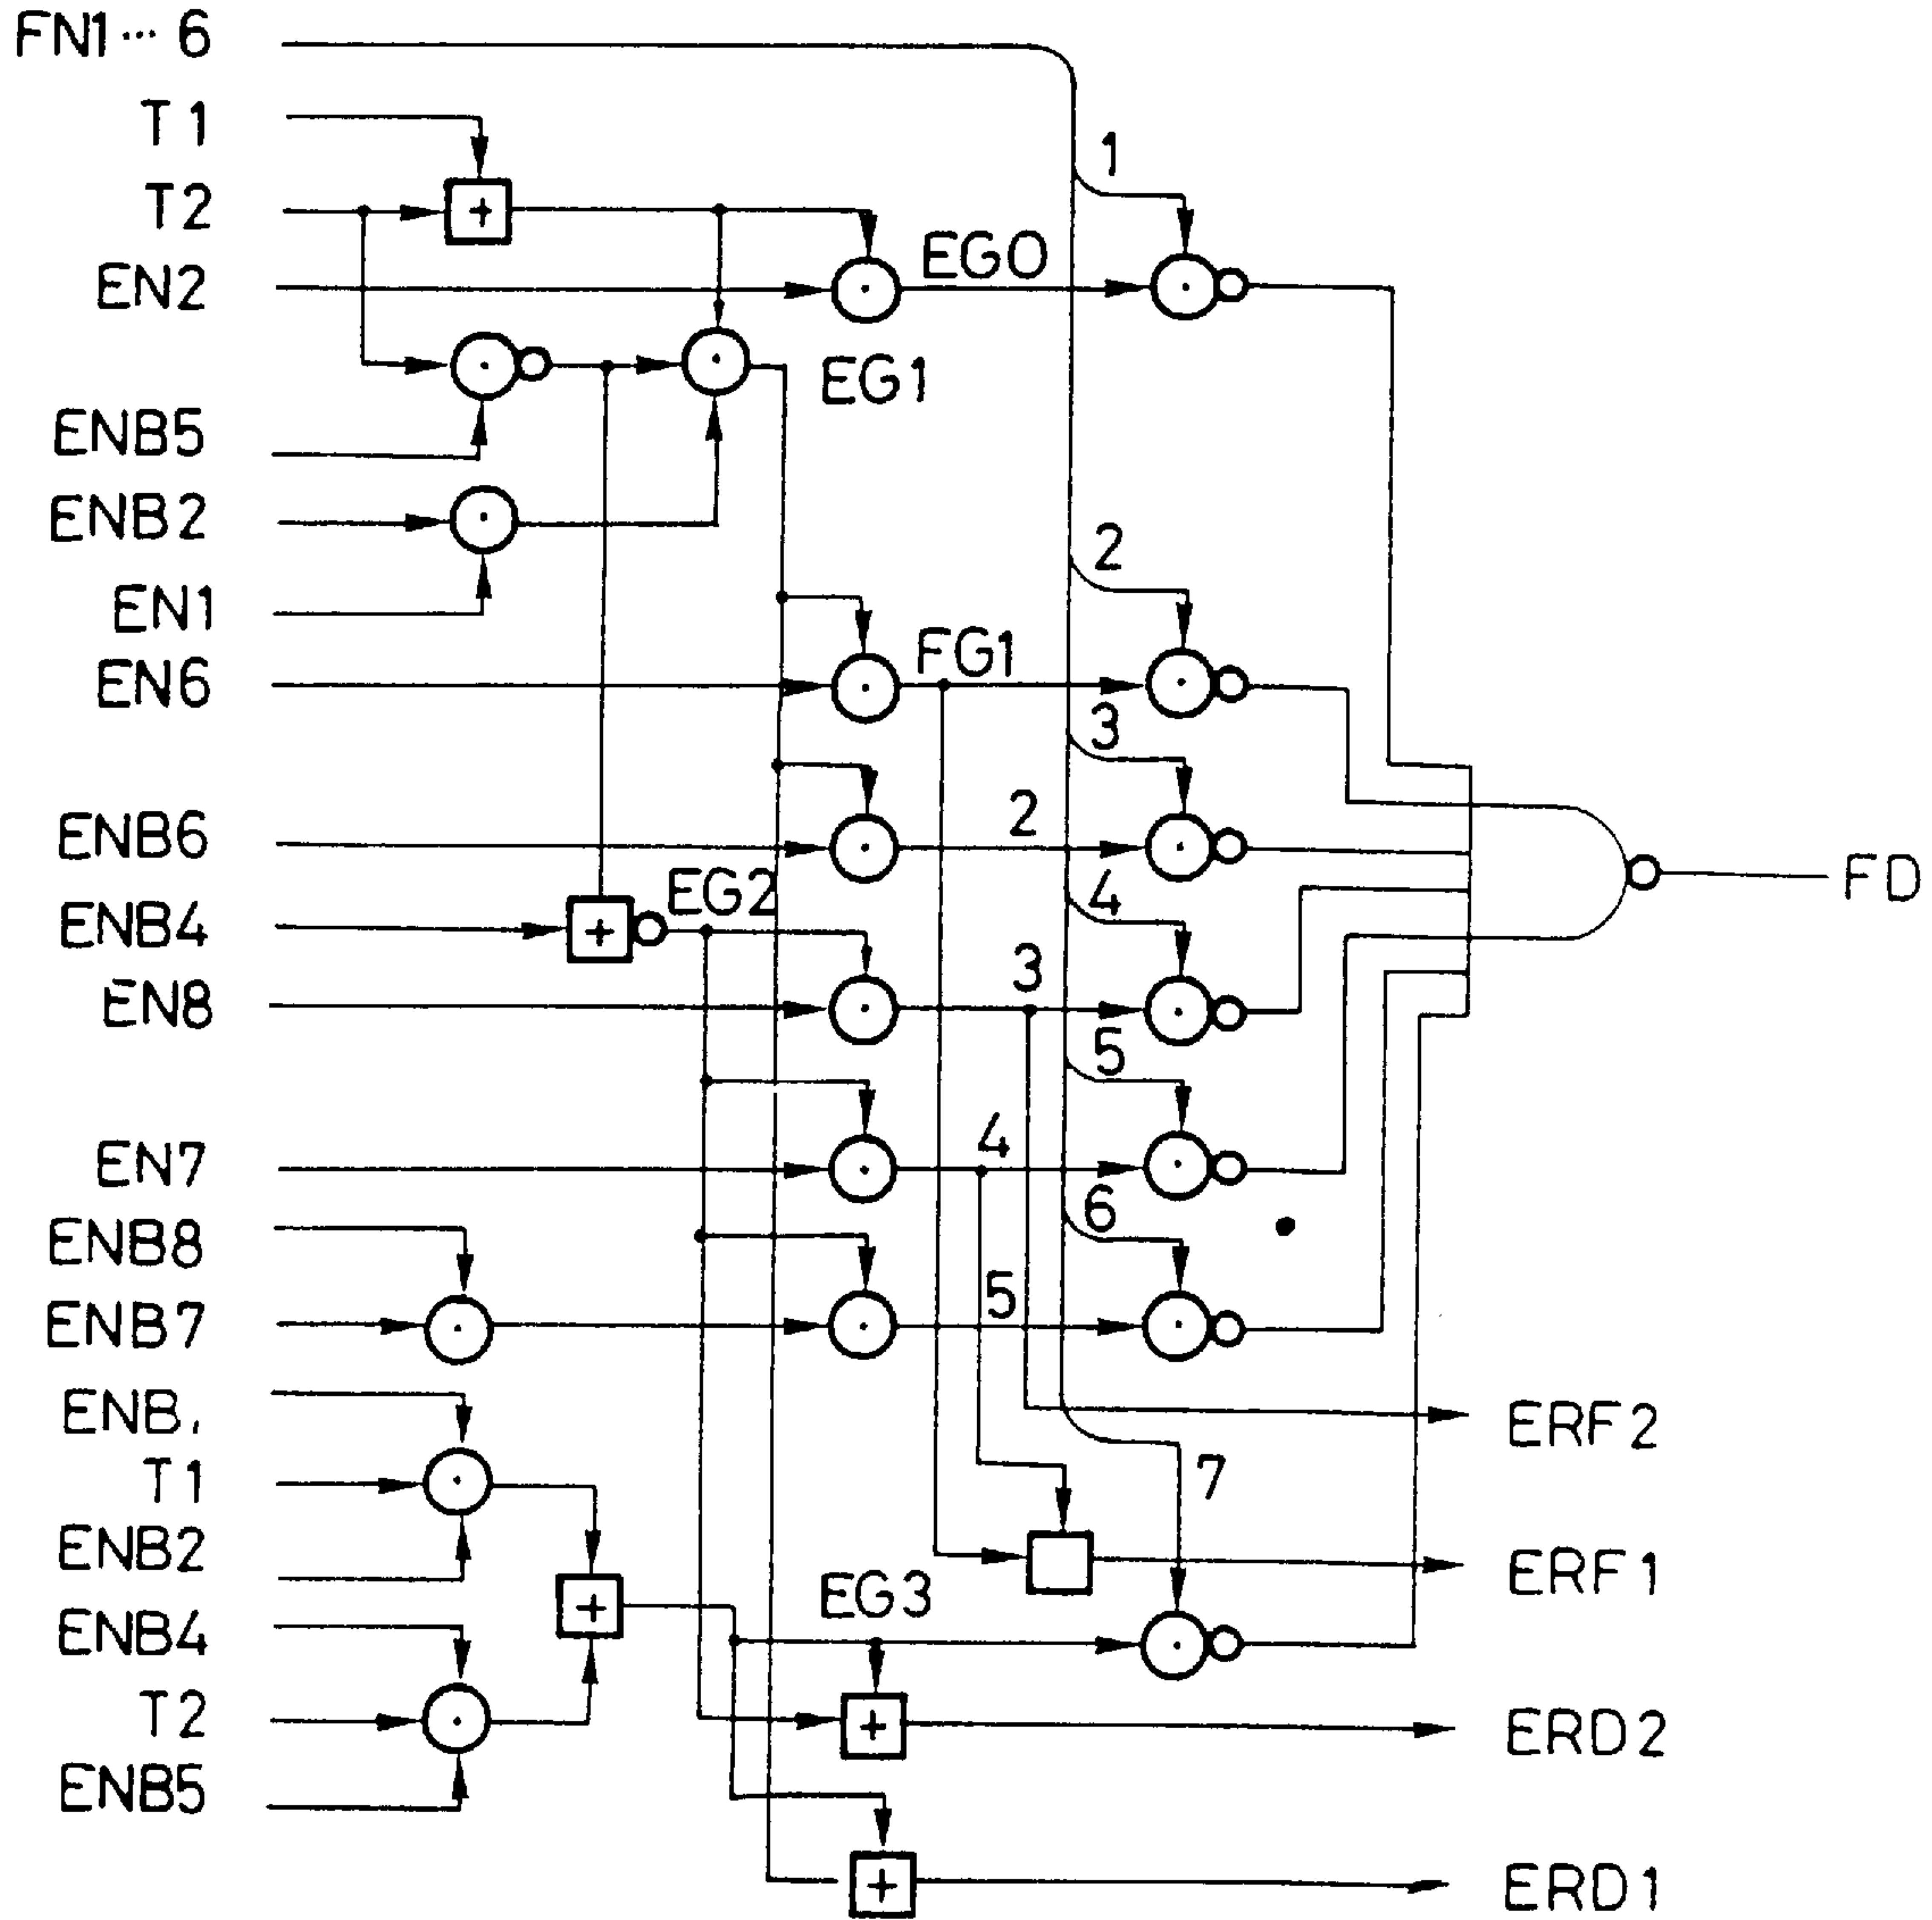 FN1··· 6
T1
1
T2
+
EN2
EG0
EG1
ENB5
ENB2
2
EN1
FG1
EN6
3
2
ENB6
EG2
4
ENB4
+
3
EN8
5
4
EN7
6
ENB8
5
ENB7
FD
ENB
ERF2
T1
7
ENB2
ERF1
EG3
+
ENB4
T2
+
ERD2
ENB5
+
ERD1